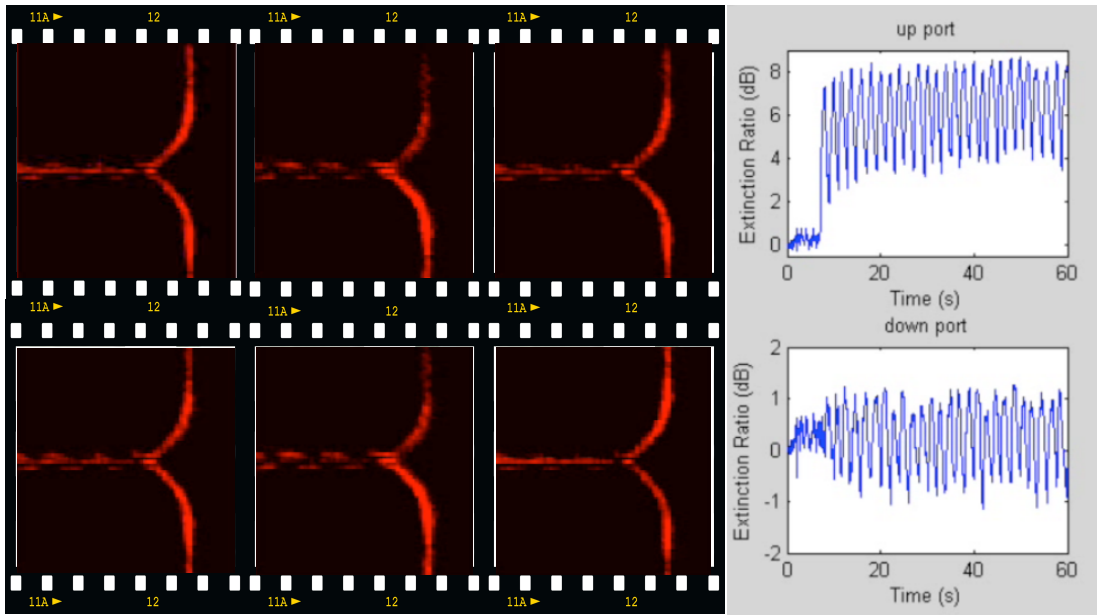 11A 12
11A 12
11A 12
11A 12
11A 12
11A 12
11A 12
11A 12
11A 12
up port
Extinction Ratio (dB)
8
6
4
2
0
0 20 40 60
Time (s)
down port
Extinction Ratio (dB)
2
1
0
-1
-2
0 20 40 60
Time (s)